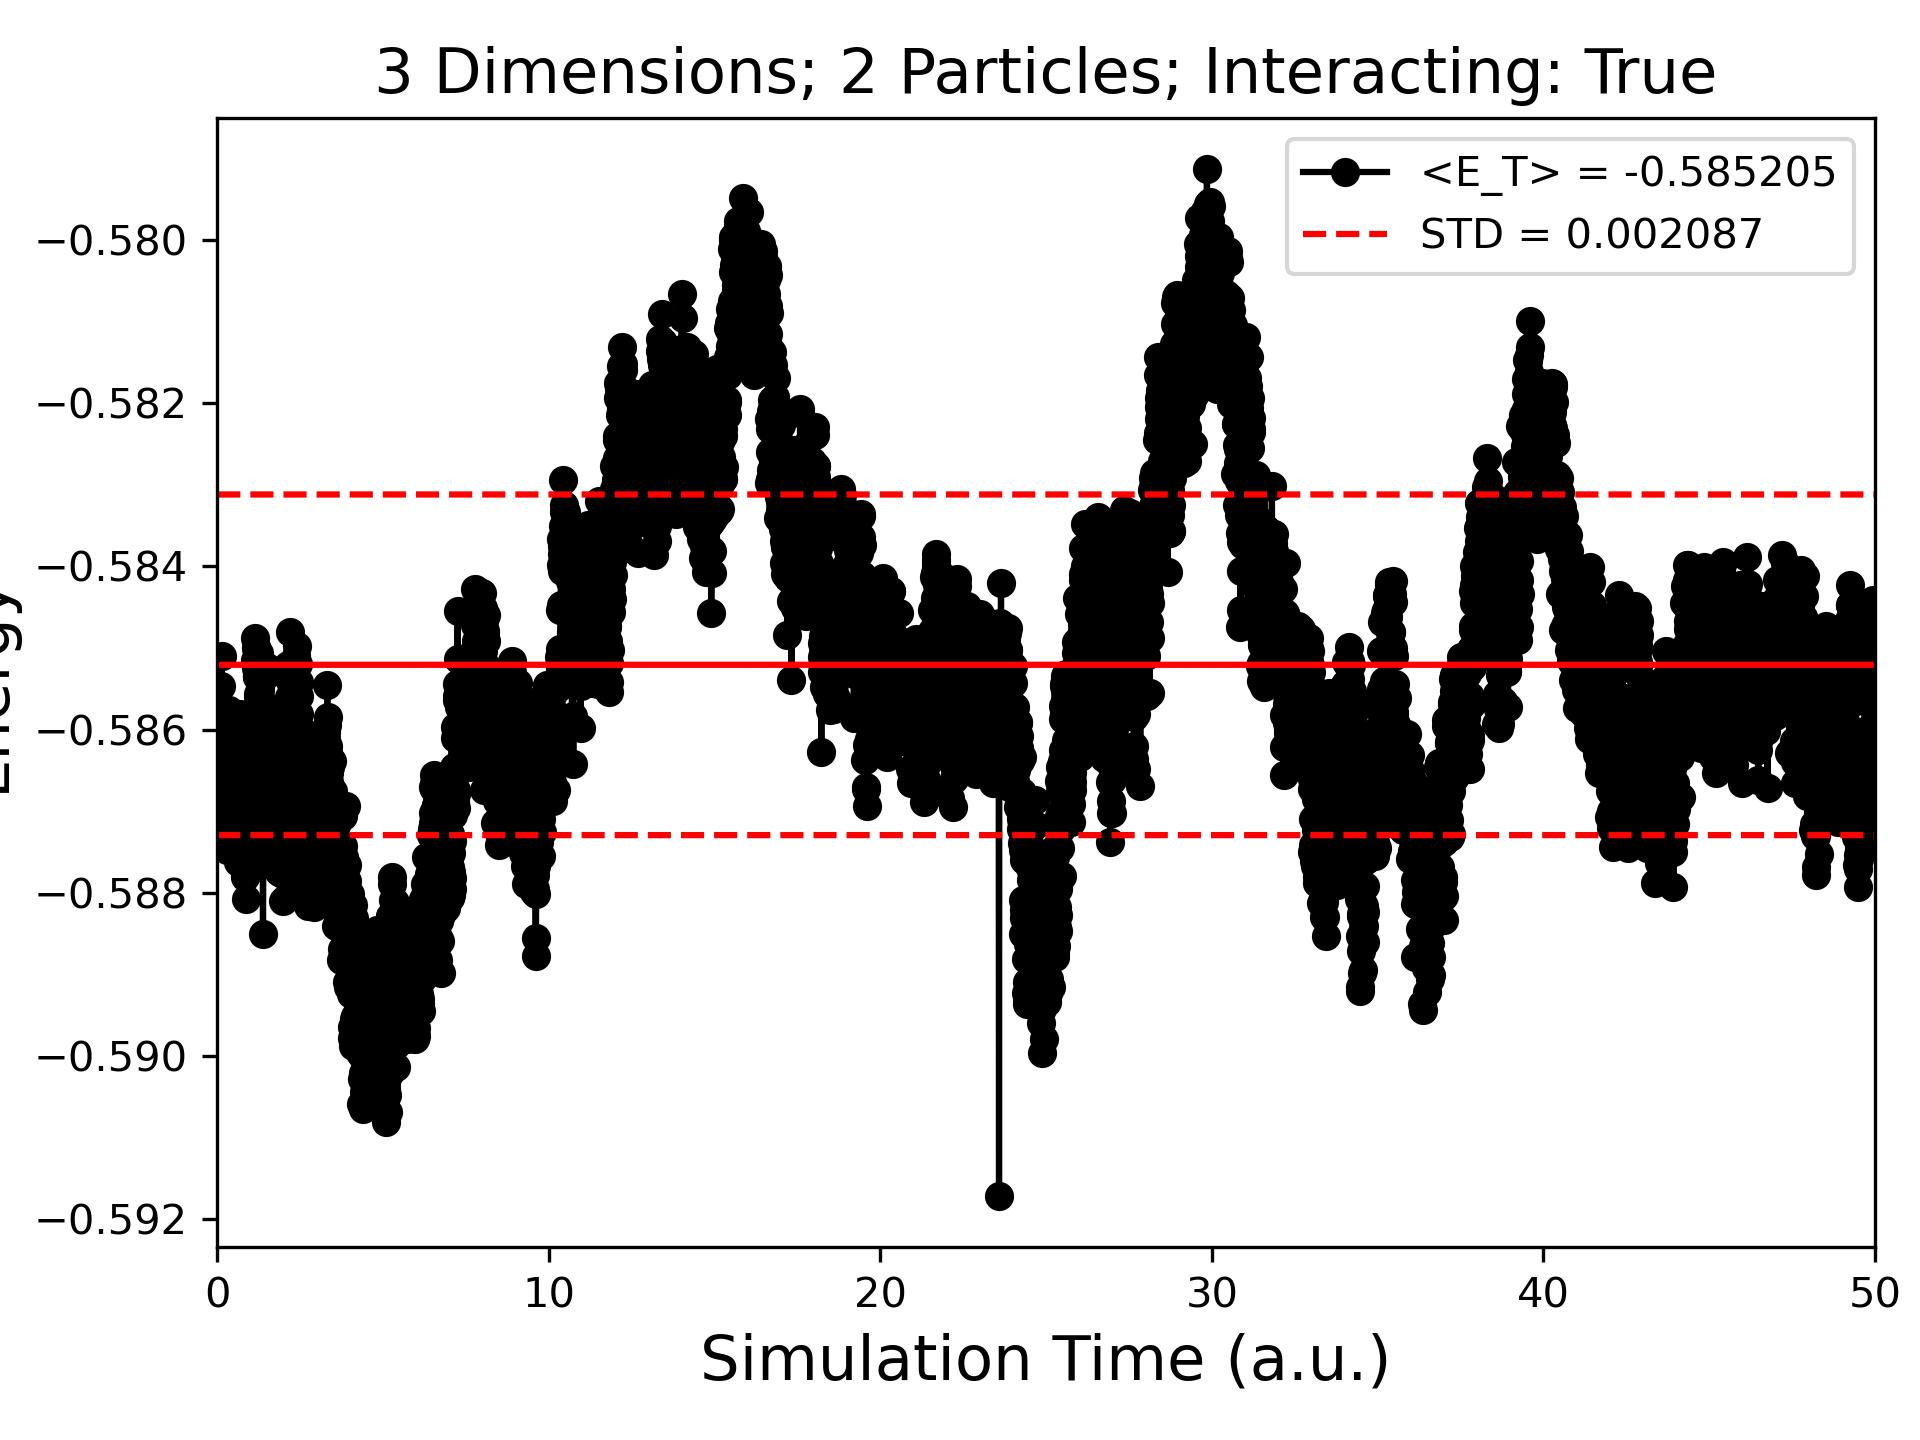 3 Dimensions; 2 Particles; Interacting: True
<E_T> = -0.585205
STD = 0.002087
−0.580
−0.582
−0.584
−0.586
−0.588
−0.590
−0.592
Energy
0 10 20 30 40 50
Simulation Time (a.u.)